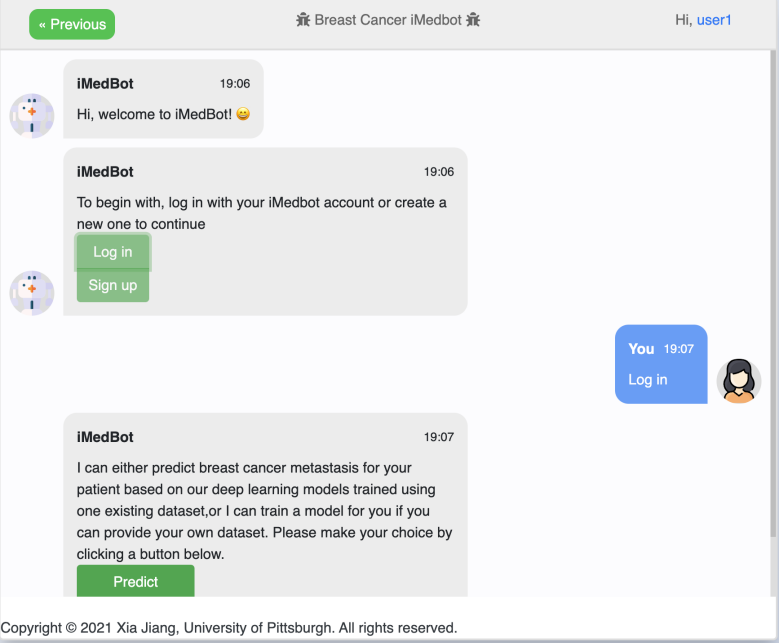 « Previous
Breast Cancer iMedbot
Hi, user1
iMedBot 19:06
Hi, welcome to iMedBot! 😀
iMedBot 19:06
To begin with, log in with your iMedbot account or create a
new one to continue
Log in
Sign up
You 19:07
Log in
iMedBot 19:07
I can either predict breast cancer metastasis for your
patient based on our deep learning models trained using
one existing dataset,or I can train a model for you if you
can provide your own dataset. Please make your choice by
clicking a button below.
Predict
Copyright © 2021 Xia Jiang, University of Pittsburgh. All rights reserved.